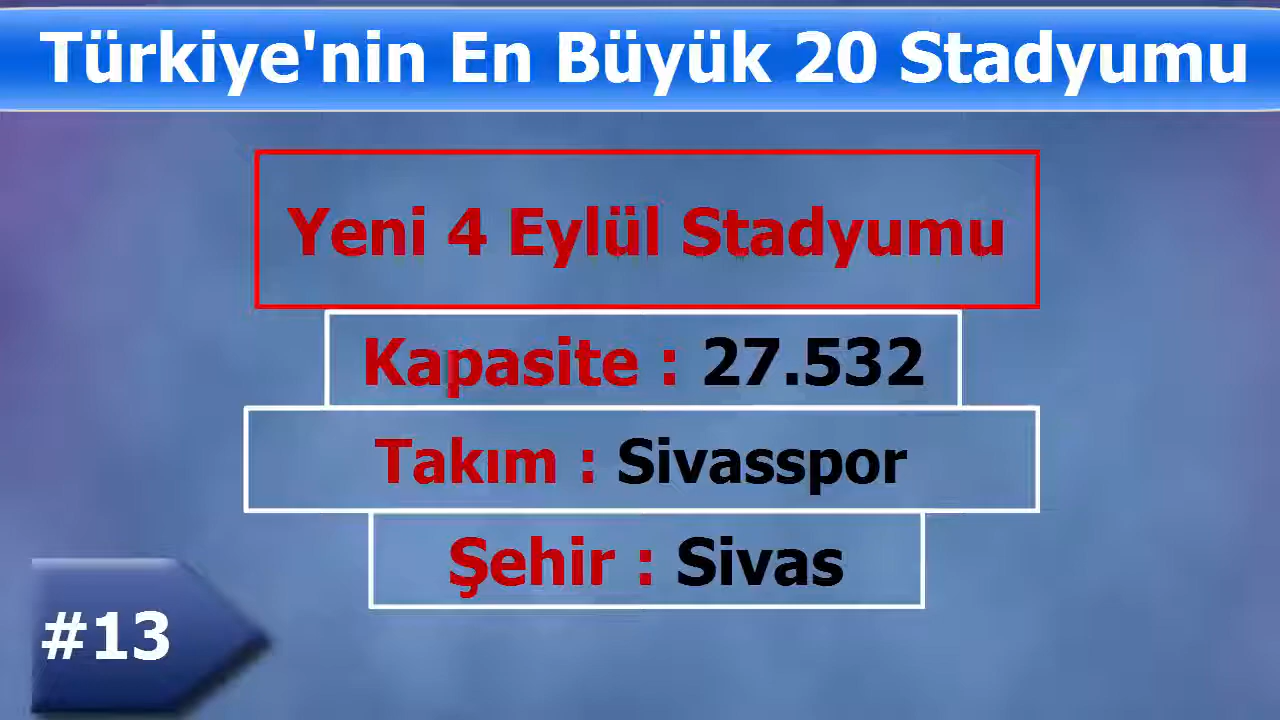 Türkiye'nin En Büyük 20 Stadyumu
Yeni 4 Eylül Stadyumu
Kapasite : 27.532
Takım : Sivasspor
Şehir : Sivas
#13